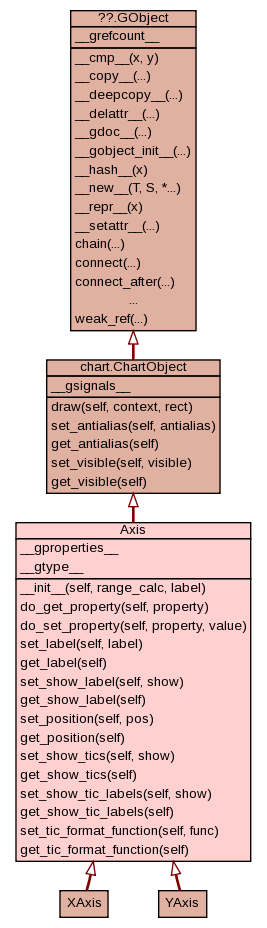 ??.GObject
__grefcount__
__cmp__(x, y)
__copy__(...)
__deepcopy__(...)
__delattr__(...)
__gdoc__(...)
__gobject_init__(...)
__hash__(x)
__new__(T, S, *...)
__repr__(x)
__setattr__(...)
chain(...)
connect(...)
connect_after(...)
...
weak_ref(...)
chart.ChartObject
__gsignals__
draw(self, context, rect)
set_antialias(self, antialias)
get_antialias(self)
set_visible(self, visible)
get_visible(self)
Axis
__gproperties__
__gtype__
__init__(self, range_calc, label)
do_get_property(self, property)
do_set_property(self, property, value)
set_label(self, label)
get_label(self)
set_show_label(self, show)
get_show_label(self)
set_position(self, pos)
get_position(self)
set_show_tics(self, show)
get_show_tics(self)
set_show_tic_labels(self, show)
get_show_tic_labels(self)
set_tic_format_function(self, func)
get_tic_format_function(self)
XAxis
YAxis